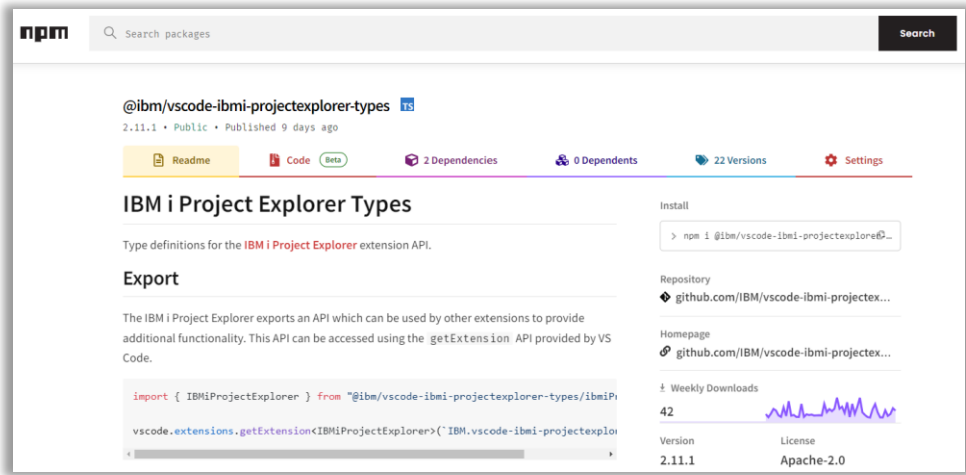 npm
Search packages
Search
@ibm/vscode-ibmi-projectexplorer-types TS
2.11.1 • Public • Published 9 days ago
Readme
Code Beta
2 Dependencies
0 Dependents
22 Versions
Settings
IBM i Project Explorer Types
Type definitions for the IBM i Project Explorer extension API.
Export
The IBM i Project Explorer exports an API which can be used by other extensions to provide
additional functionality. This API can be accessed using the getExtension API provided by VS
Code.
import { IBMiProjectExplorer } from "@ibm/vscode-ibmi-projectexplorer-types/ibmiPr
vscode.extensions.getExtension<IBMiProjectExplorer>(`IBM.vscode-ibmi-projectexplor
Install
> npm i @ibm/vscode-ibmi-projectexplore…
Repository
github.com/IBM/vscode-ibmi-projectex...
Homepage
github.com/IBM/vscode-ibmi-projectex...
Weekly Downloads
42
Version
2.11.1
License
Apache-2.0